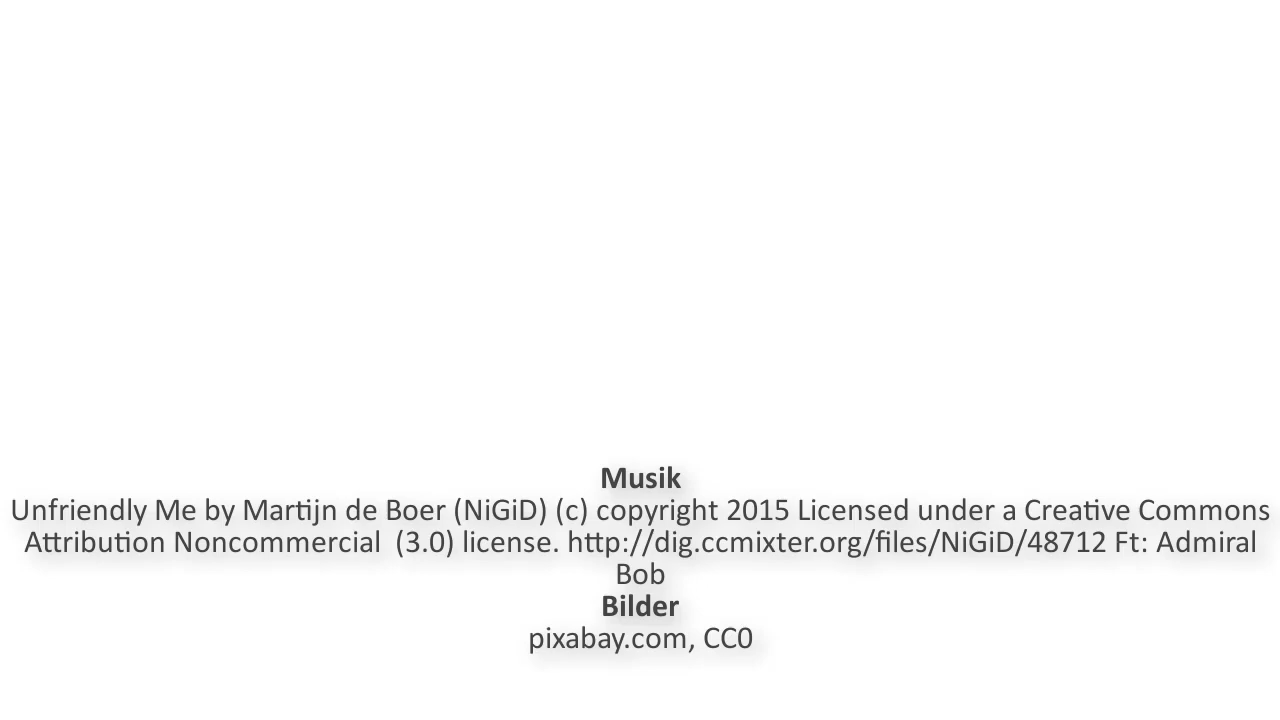 Musik
Unfriendly Me by Martijn de Boer (NiGiD) (c) copyright 2015 Licensed under a Creative Commons
Attribution Noncommercial  (3.0) license. http://dig.ccmixter.org/files/NiGiD/48712 Ft: Admiral
Bob
Bilder
pixabay.com, CC0